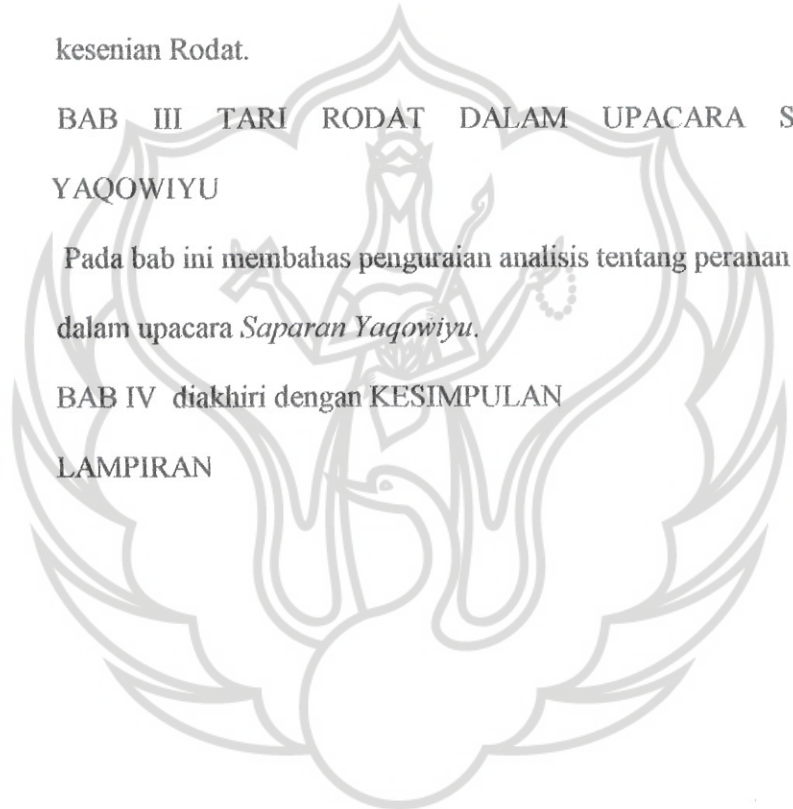 kesenian Rodat.
BAB III TARI RODAT DALAM UPACARA S
YAQOWIYU
Pada bab ini membahas penguraian analisis tentang peranan
dalam upacara Saparan Yaqowiyu.
BAB IV diakhiri dengan KESIMPULAN
LAMPIRAN